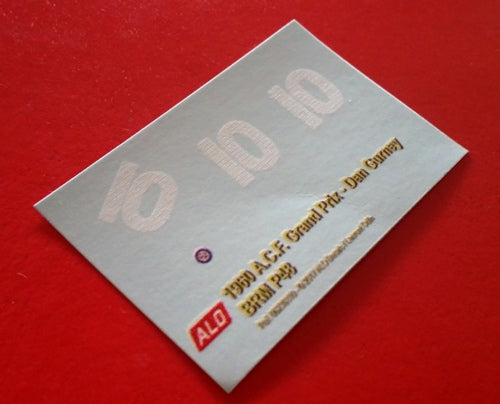 10 10 10
1960 A.C.F. Grand Prix - Dan Gurney
BRM P48
ALO